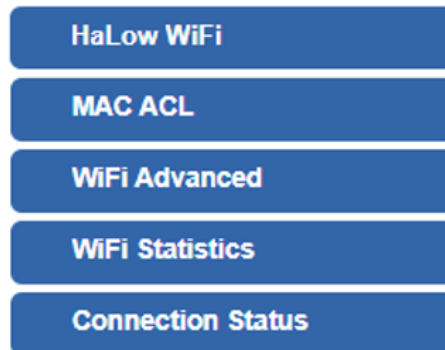 HaLow WiFi
MAC ACL
WiFi Advanced
WiFi Statistics
Connection Status